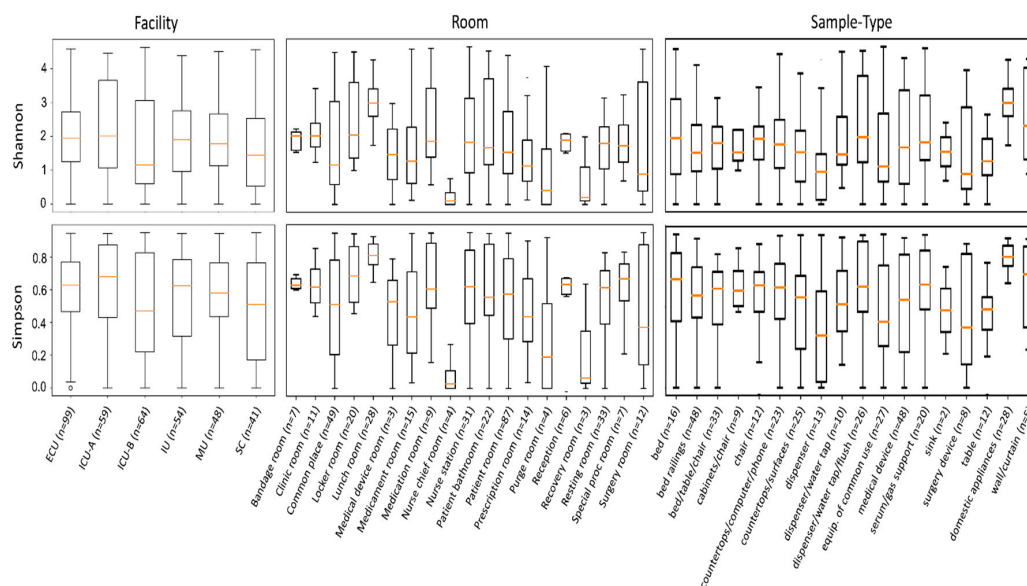 Facility
Room
Sample-Type
Shannon
4
3
2
1
0
Simpson
0.8
0.6
0.4
0.2
0.0
ECU (n=99)
ICU-A (n=59)
ICU-B (n=64)
IU (n=54)
MU (n=48)
SC (n=41)
Bandage room (n=7)
Clinic room (n=11)
Common place (n=49)
Locker room (n=20)
Lunch room (n=28)
Medical device room (n=3)
Medicament room (n=15)
Medication room (n=9)
Nurse chief room (n=4)
Nurse station (n=31)
Patient bathroom (n=22)
Patient room (n=87)
Prescription room (n=14)
Purge room (n=4)
Reception (n=6)
Recovery room (n=3)
Resting room (n=33)
Special proc room (n=7)
Surgery room (n=12)
bed (n=16)
bed railings (n=48)
bed/table/chair (n=33)
cabinets/chair (n=9)
chair (n=12)
countertops/computer/phone (n=23)
countertops/surfaces (n=25)
dispenser (n=13)
dispenser/water tap (n=10)
dispenser/water tap/flush (n=26)
equip. of common use (n=27)
medical device (n=48)
serum/gas support (n=20)
sink (n=2)
surgery device (n=8)
table (n=12)
domestic appliances (n=28)
wall/curtain